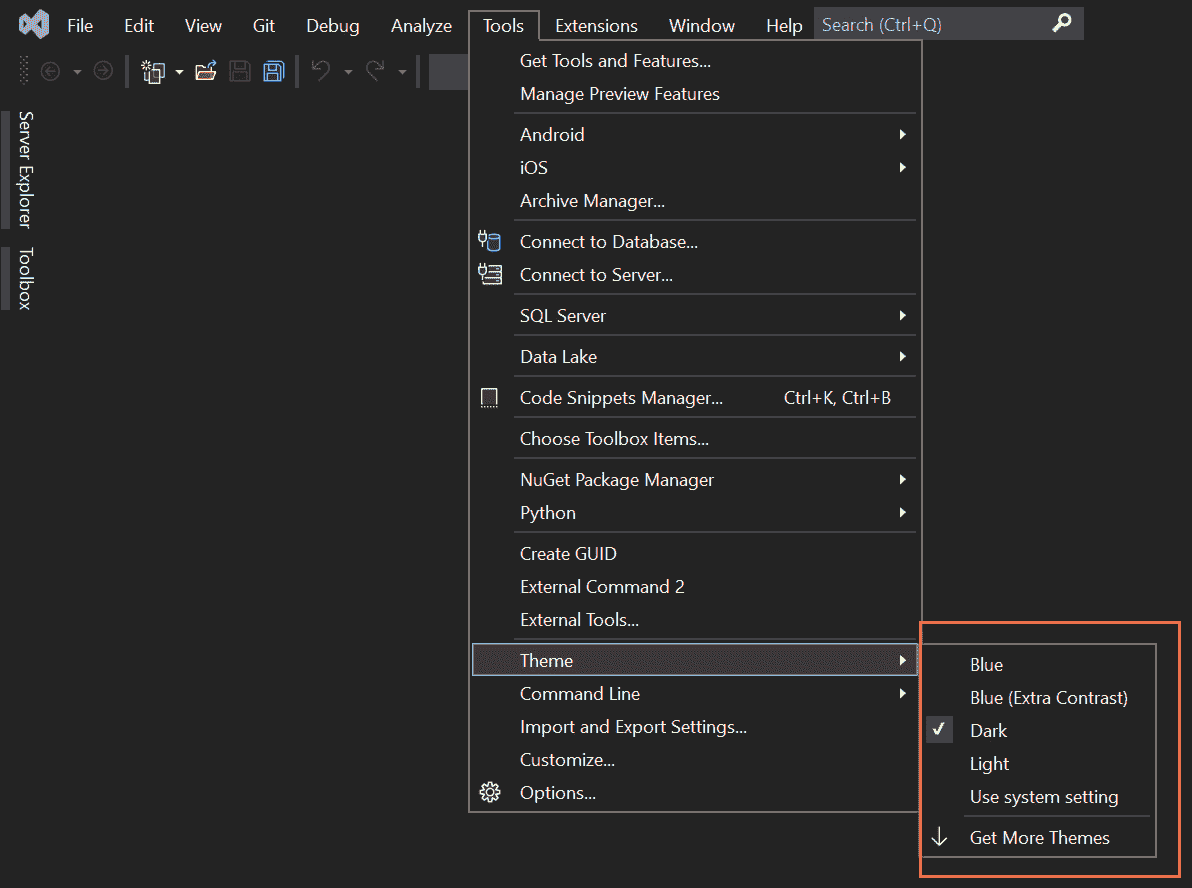 File Edit View Git Debug Analyze Tools Extensions Window Help Search (Ctrl+Q)
Server Explorer
Toolbox
Get Tools and Features...
Manage Preview Features
Android
iOS
Archive Manager...
Connect to Database...
Connect to Server...
SQL Server
Data Lake
Code Snippets Manager... Ctrl+K, Ctrl+B
Choose Toolbox Items...
NuGet Package Manager
Python
Create GUID
External Command 2
External Tools...
Theme
Command Line
Import and Export Settings...
Customize...
Options...
Blue
Blue (Extra Contrast)
Dark
Light
Use system setting
Get More Themes